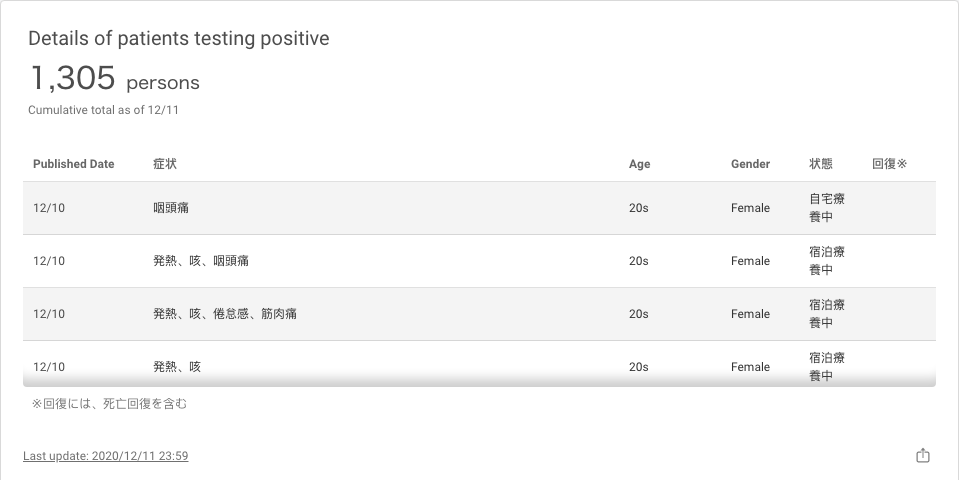 Details of patients testing positive
1,305 persons
Cumulative total as of 12/11
Published Date 症状 Age Gender 状態 回復※
12/10 咽頭痛 20s Female 自宅療
養中
12/10 発熱、咳、咽頭痛 20s Female 宿泊療
養中
12/10 発熱、咳、倦怠感、筋肉痛 20s Female 宿泊療
養中
12/10 発熱、咳 20s Female 宿泊療
養中
※回復には、死亡回復を含む
Last update: 2020/12/11 23:59